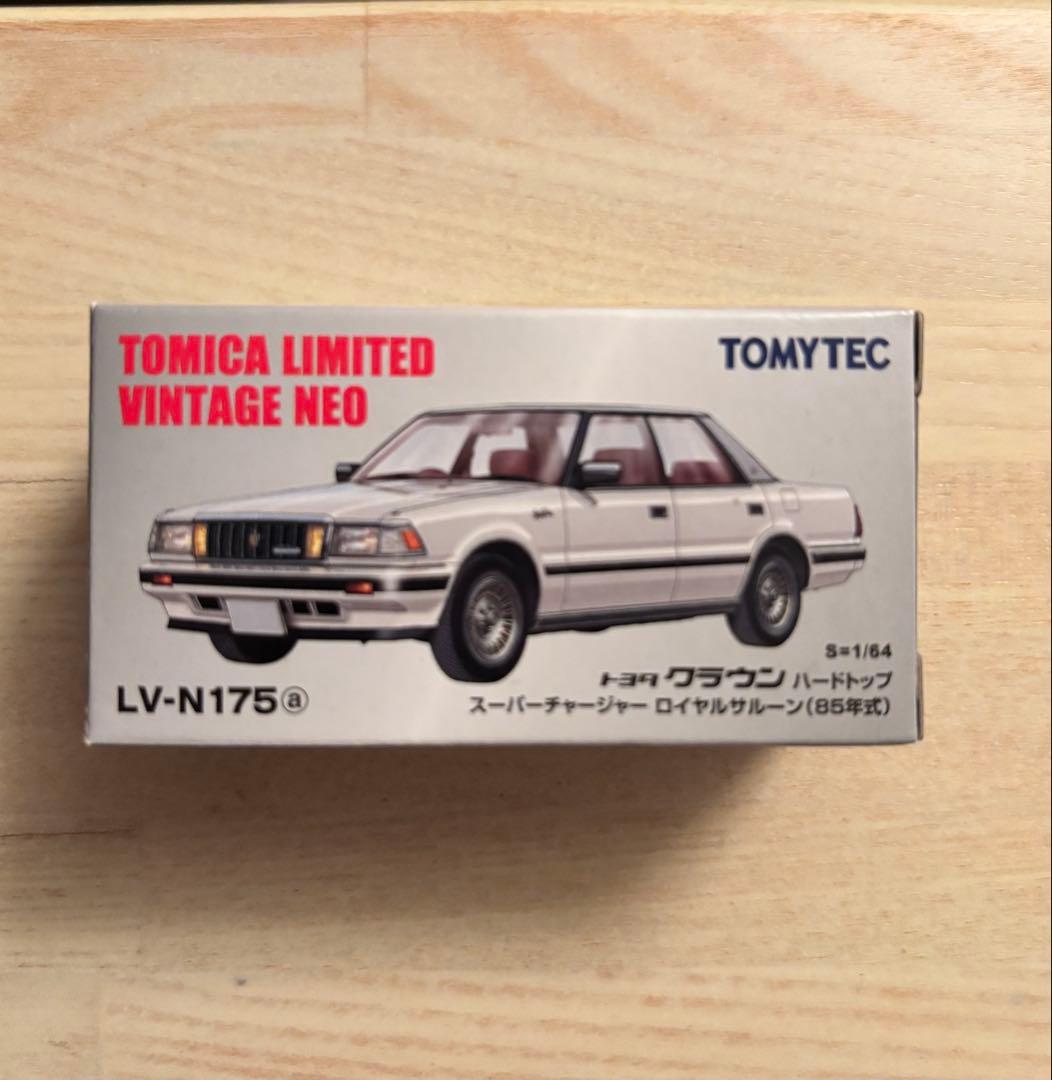 TOMICA LIMITED
VINTAGE NEO
TOMYTEC
S=1/64
LV-N175ⓐ
トヨタ クラウン ハードトップ
スーパーチャージャー ロイヤルサルーン(85年式)